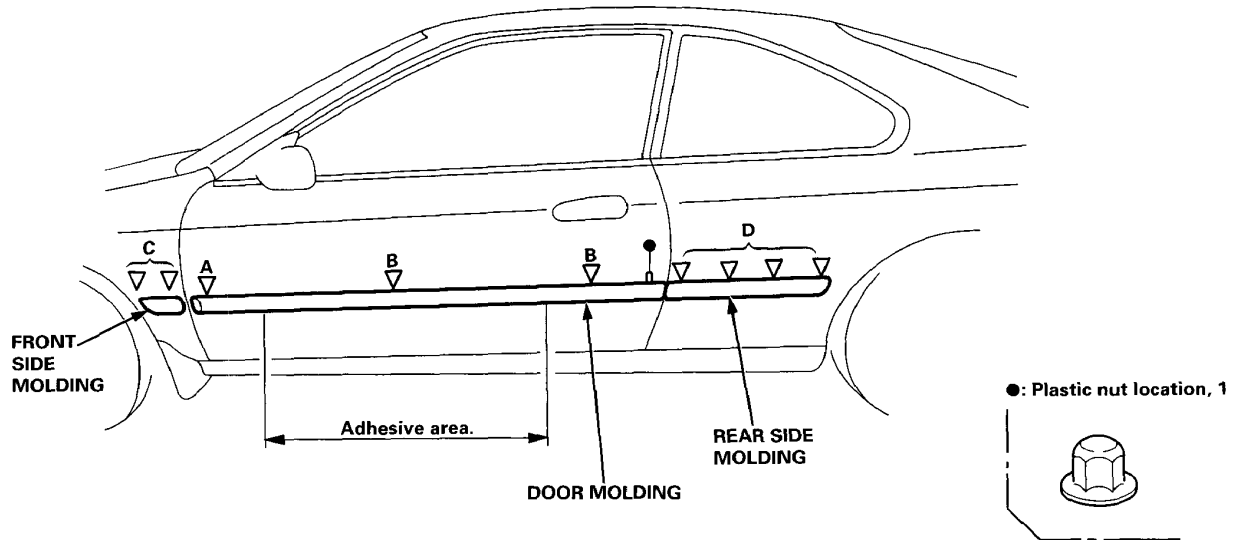 D
C
A
B
B
FRONT
SIDE
MOLDING
●: Plastic nut location, 1
Adhesive area.
REAR SIDE
MOLDING
DOOR MOLDING